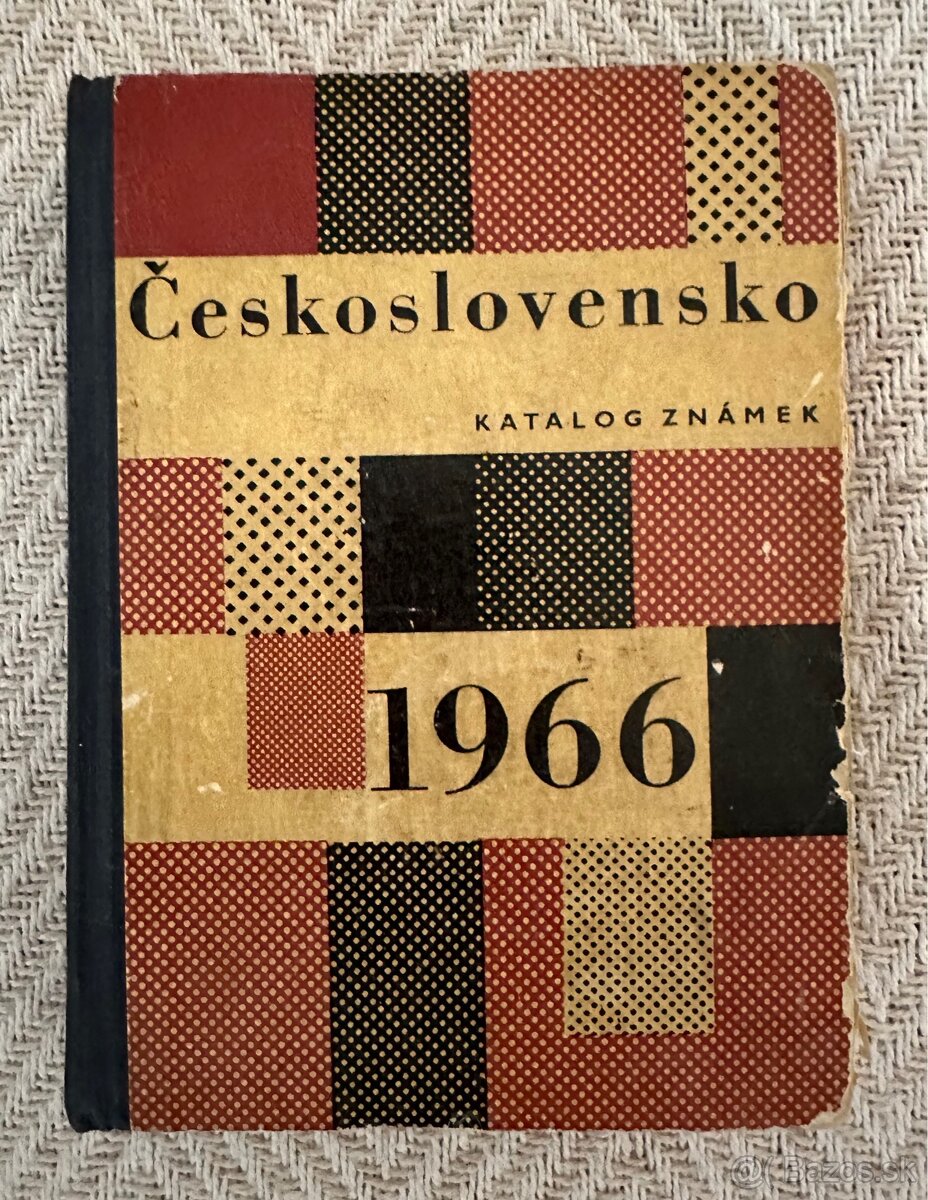 Československo
KATALOG ZNÁMEK
1966
@( Bazos.sk